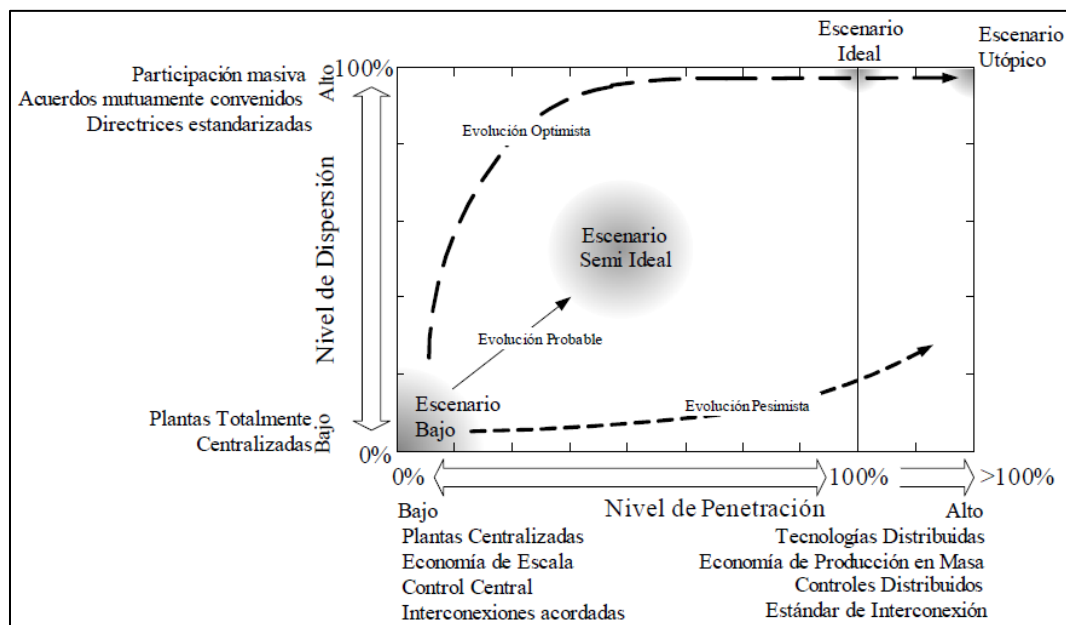 Escenario
Ideal
Escenario
Utópico
Participación masiva
Acuerdos mutuamente convenidos
Directrices estandarizadas
Alto
100%
Evolución Optimista
Nivel de Dispersión
Escenario
Semi Ideal
Evolución Probable
Plantas Totalmente
Centralizadas
Bajo
Escenario
Bajo
Evolución Pesimista
0%
0%
100%
>100%
Bajo
Nivel de Penetración
Alto
Plantas Centralizadas
Economía de Escala
Control Central
Interconexiones acordadas
Tecnologías Distribuidas
Economía de Producción en Masa
Controles Distribuidos
Estándar de Interconexión